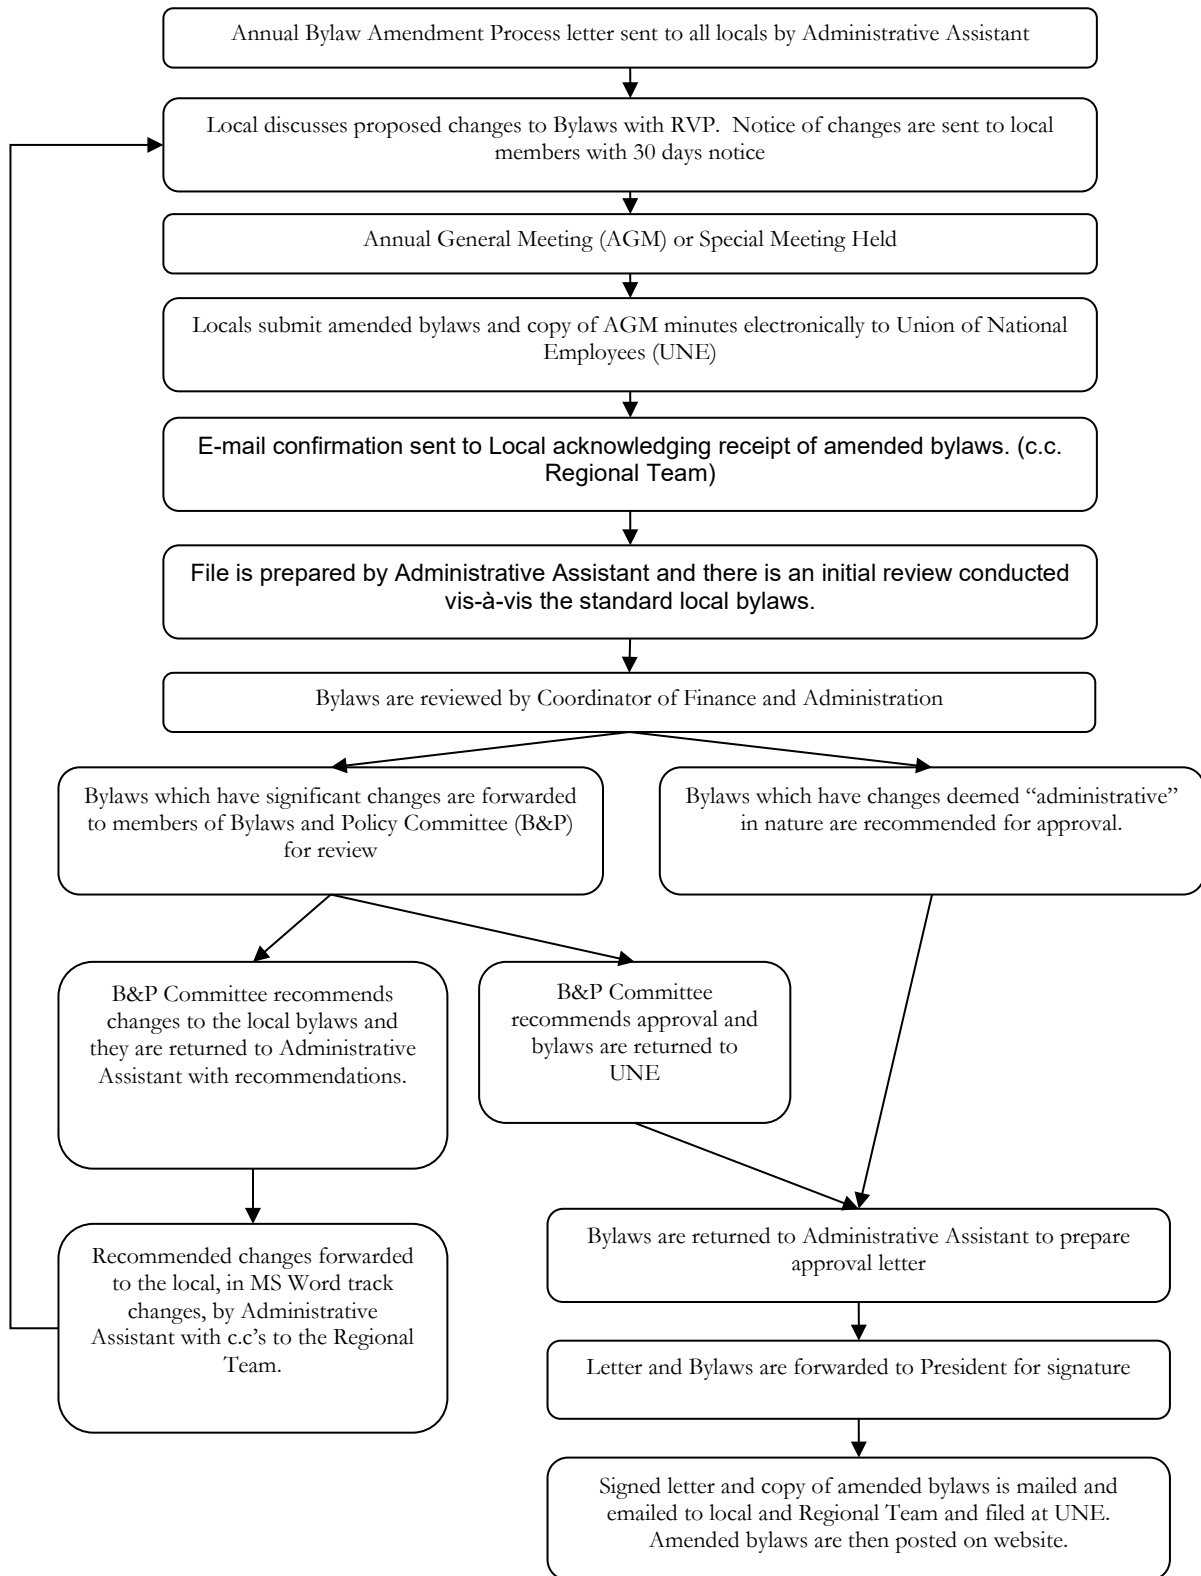 Annual Bylaw Amendment Process letter sent to all locals by Administrative Assistant
Local discusses proposed changes to Bylaws with RVP.  Notice of changes are sent to local
members with 30 days notice
Annual General Meeting (AGM) or Special Meeting Held
Locals submit amended bylaws and copy of AGM minutes electronically to Union of National
Employees (UNE)
E-mail confirmation sent to Local acknowledging receipt of amended bylaws. (c.c.
Regional Team)
File is prepared by Administrative Assistant and there is an initial review conducted
vis-à-vis the standard local bylaws.
Bylaws are reviewed by Coordinator of Finance and Administration
Bylaws which have significant changes are forwarded
to members of Bylaws and Policy Committee (B&P)
for review
Bylaws which have changes deemed “administrative”
in nature are recommended for approval.
B&P Committee recommends
changes to the local bylaws and
they are returned to Administrative
Assistant with recommendations.
B&P Committee
recommends approval and
bylaws are returned to
UNE
Recommended changes forwarded
to the local, in MS Word track
changes, by Administrative
Assistant with c.c's to the Regional
Team.
Bylaws are returned to Administrative Assistant to prepare
approval letter
Letter and Bylaws are forwarded to President for signature
Signed letter and copy of amended bylaws is mailed and
emailed to local and Regional Team and filed at UNE.
Amended bylaws are then posted on website.